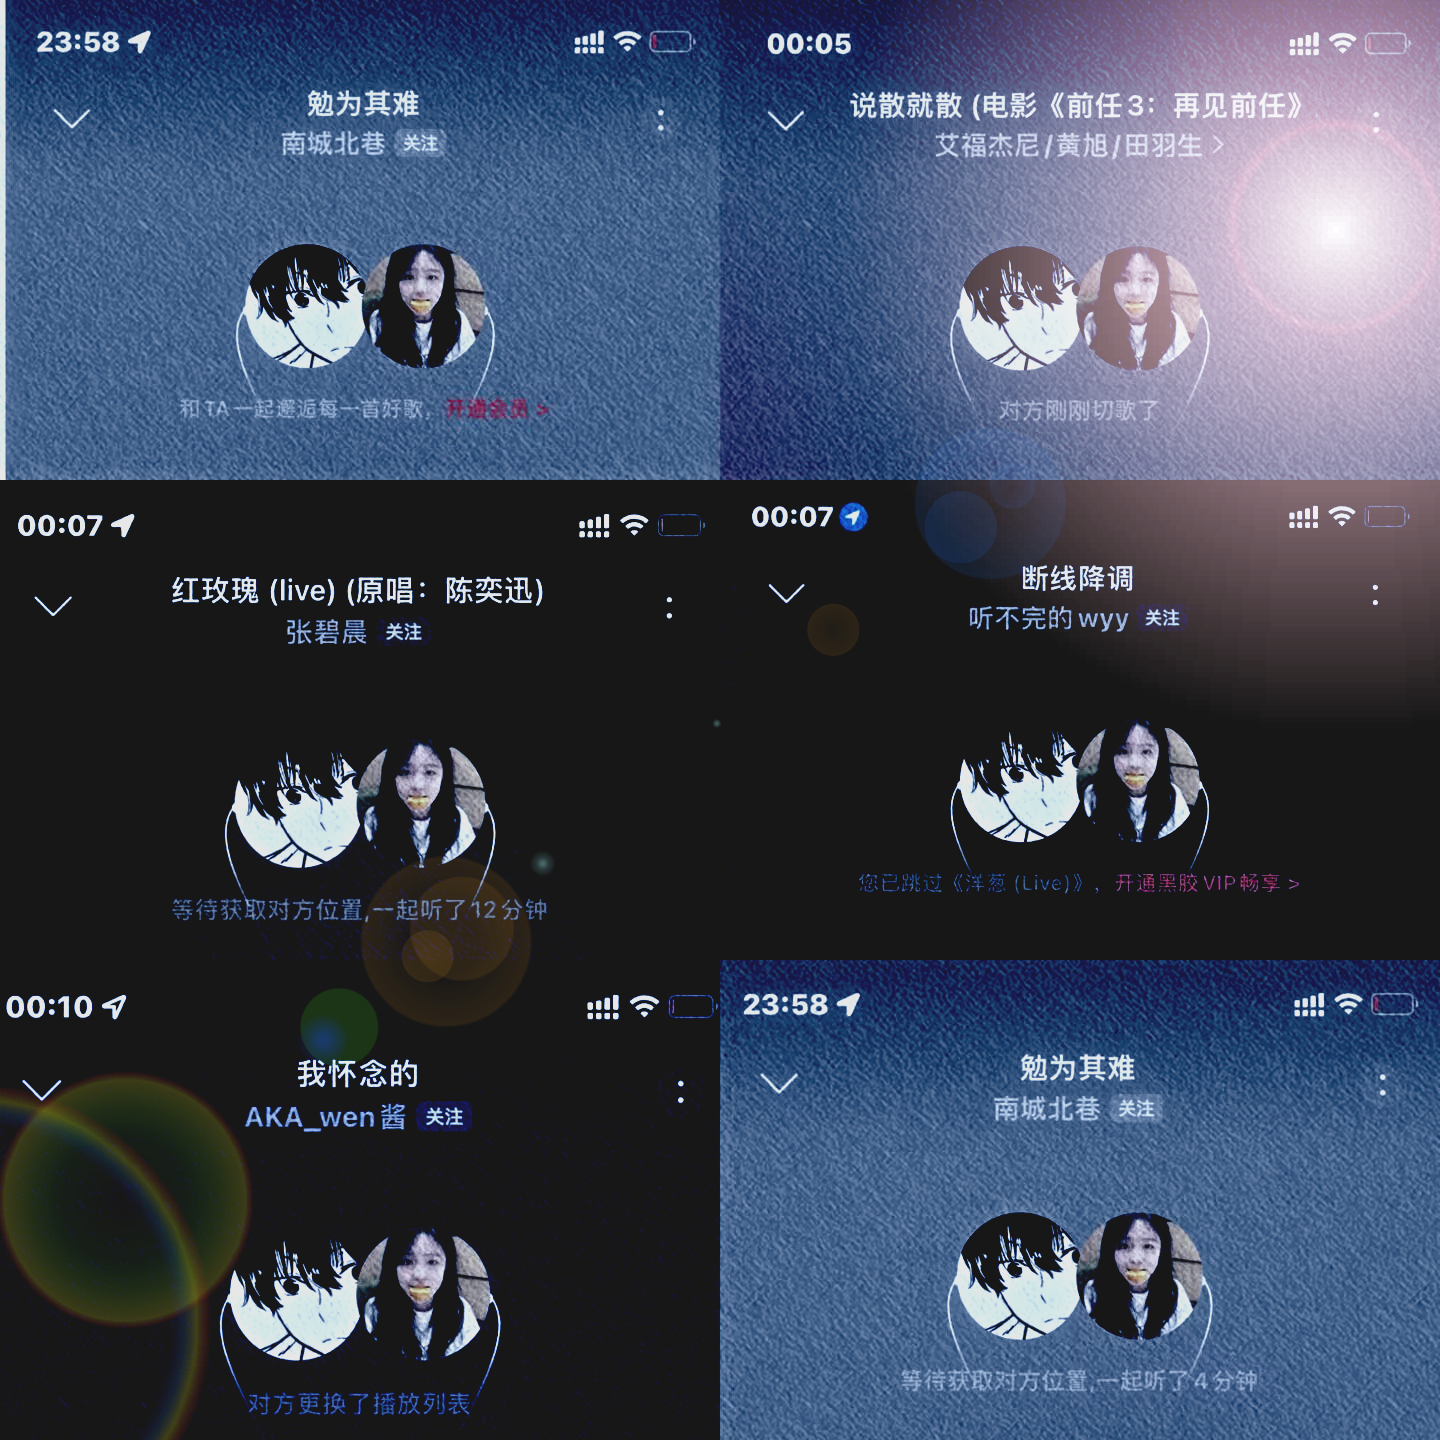 23:58
勉为其难
南城北巷 关注
和TA一起邂逅每一首好歌，开通会员 >
00:05
说散就散 (电影《前任3：再见前任》
艾福杰尼/黄旭/田羽生 >
对方刚刚切歌了
00:07
红玫瑰 (live) (原唱：陈奕迅)
张碧晨 关注
等待获取对方位置,一起听了12分钟
00:07
断线降调
听不完的wyy 关注
您已跳过《洋葱 (Live)》，开通黑胶VIP畅享 >
00:10
我怀念的
AKA_wen酱 关注
对方更换了播放列表
23:58
勉为其难
南城北巷 关注
等待获取对方位置,一起听了4分钟